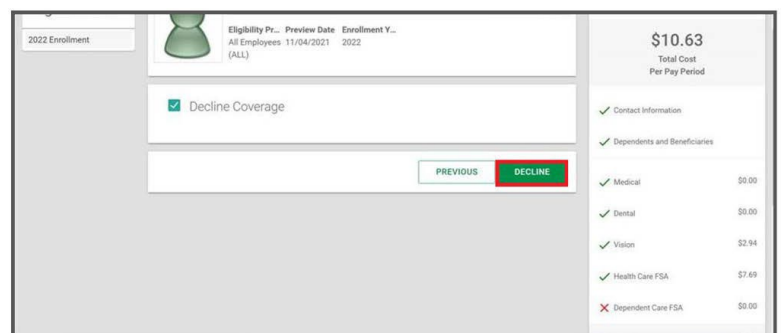 2022 Enrollment
Eligibility Pr... Preview Date Enrollment Y...
All Employees 11/04/2021 2022
(ALL)
Decline Coverage
PREVIOUS DECLINE
$10.63
Total Cost
Per Pay Period
Contact Information
Dependents and Beneficiaries
Medical $0.00
Dental $0.00
Vision $2.94
Health Care FSA $7.69
Dependent Care FSA $0.00